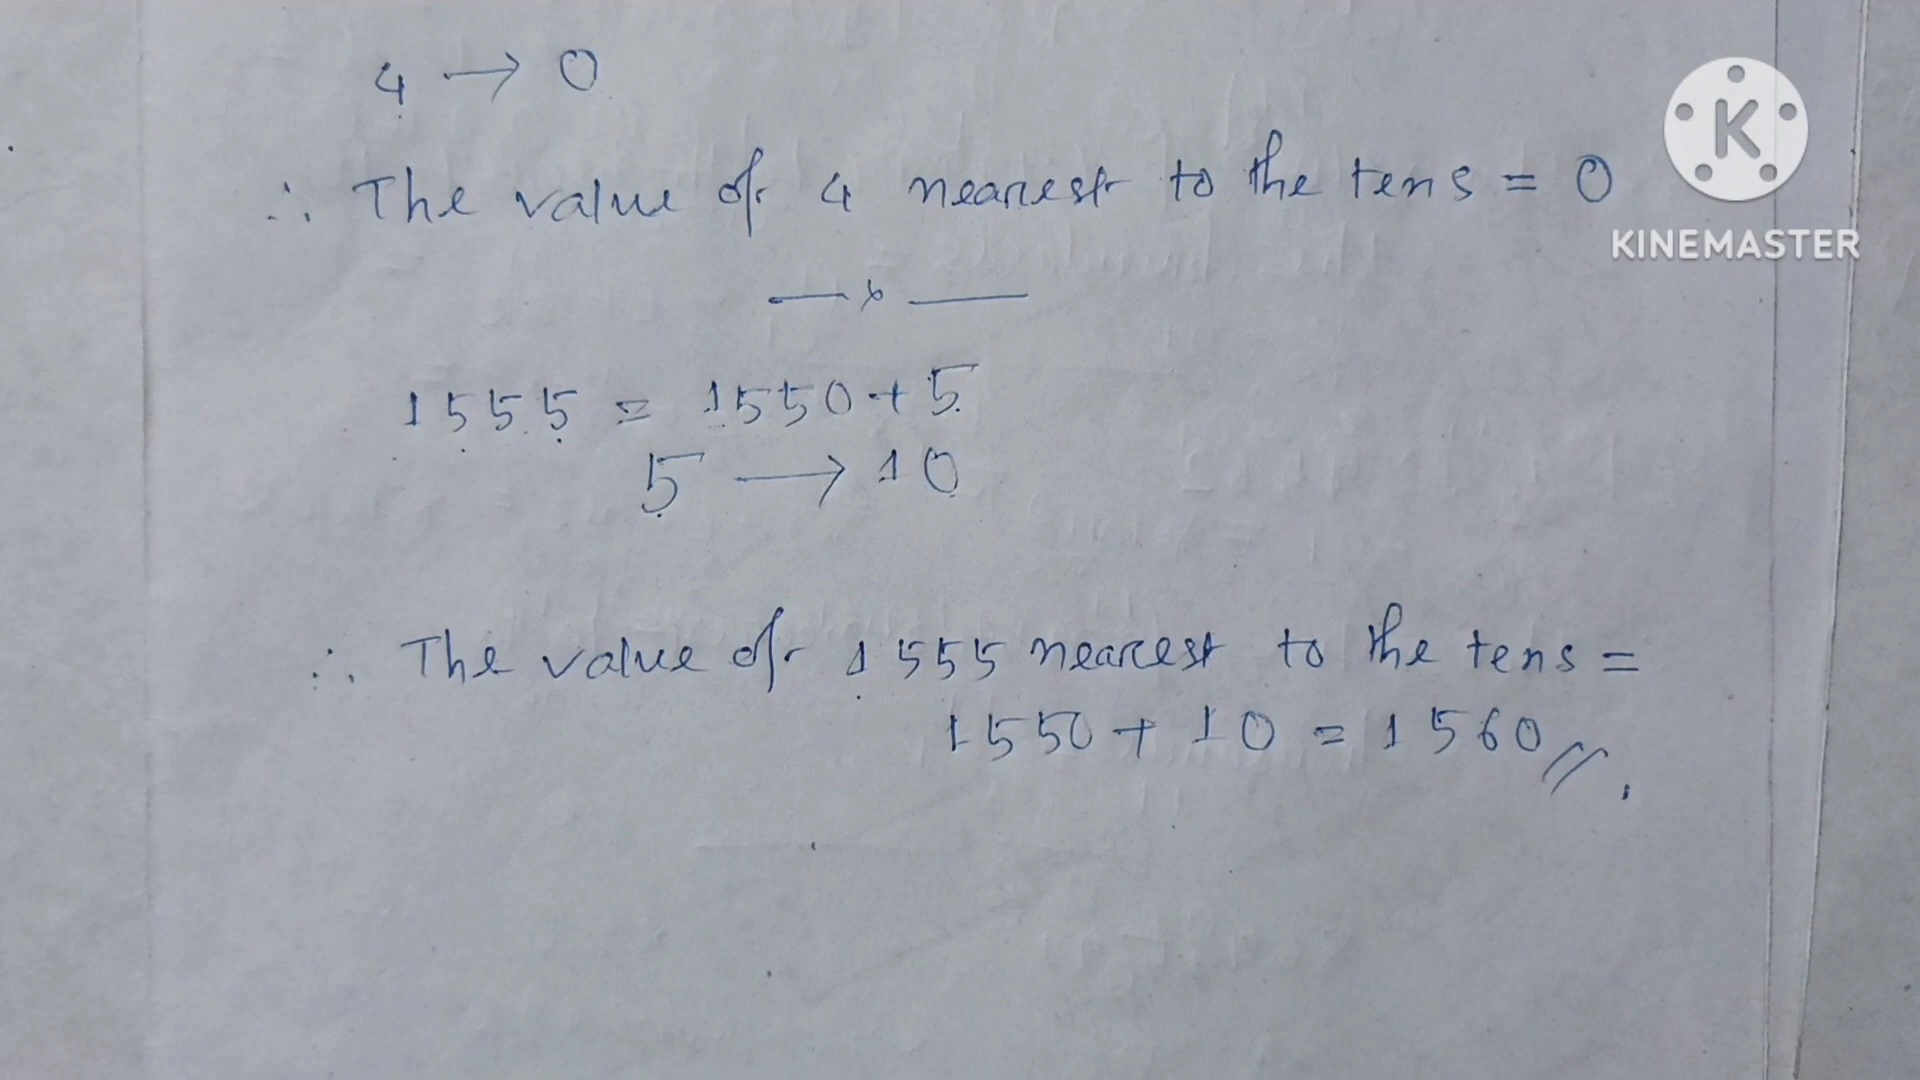 4 → 0
∴ The value of 4 nearest to the tens = 0
KINEMASTER
— x —
1555 = 1550 + 5
5 → 10
∴ The value of 1555 nearest to the tens =
1550 + 10 = 1560 //.